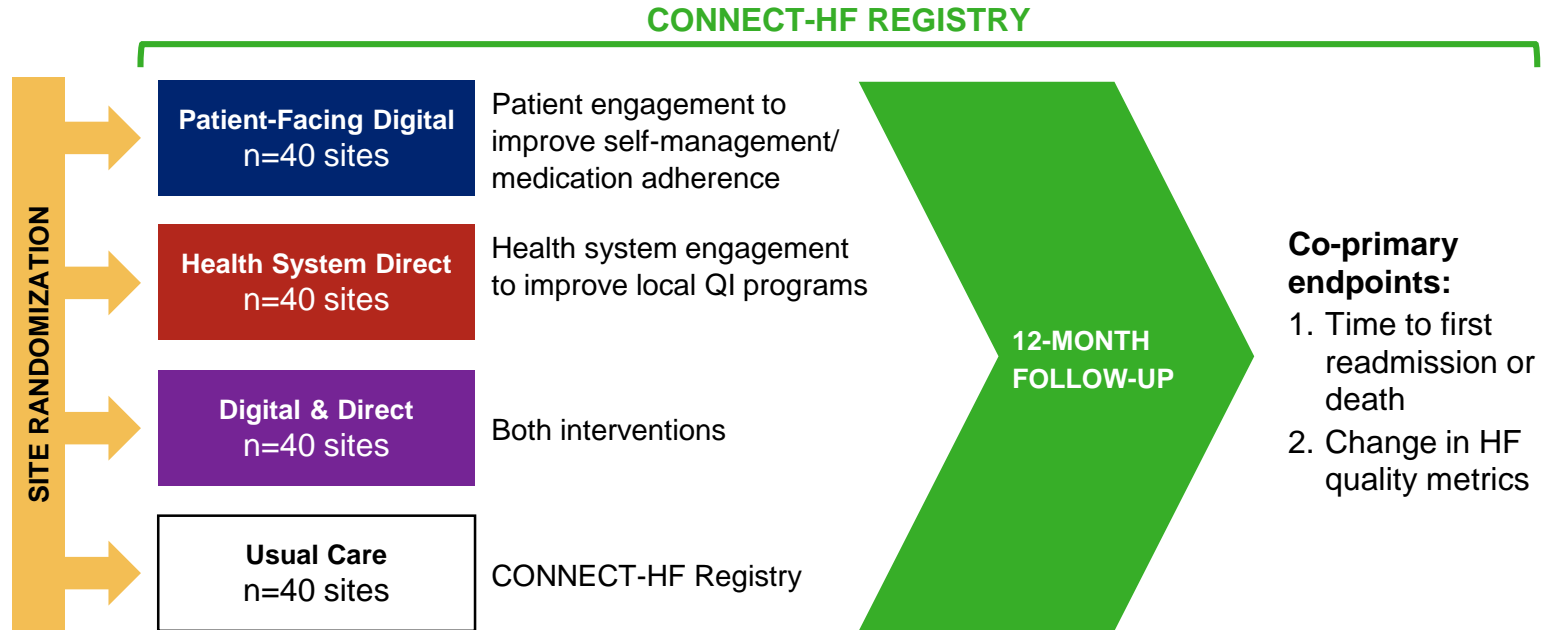 CONNECT-HF REGISTRY
SITE RANDOMIZATION
Patient-Facing Digital
n=40 sites
Patient engagement to
improve self-management/
medication adherence
Health System Direct
n=40 sites
Health system engagement
to improve local QI programs
Digital & Direct
n=40 sites
Both interventions
Usual Care
n=40 sites
CONNECT-HF Registry
12-MONTH
FOLLOW-UP
Co-primary
endpoints:
1. Time to first
readmission or
death
2. Change in HF
quality metrics